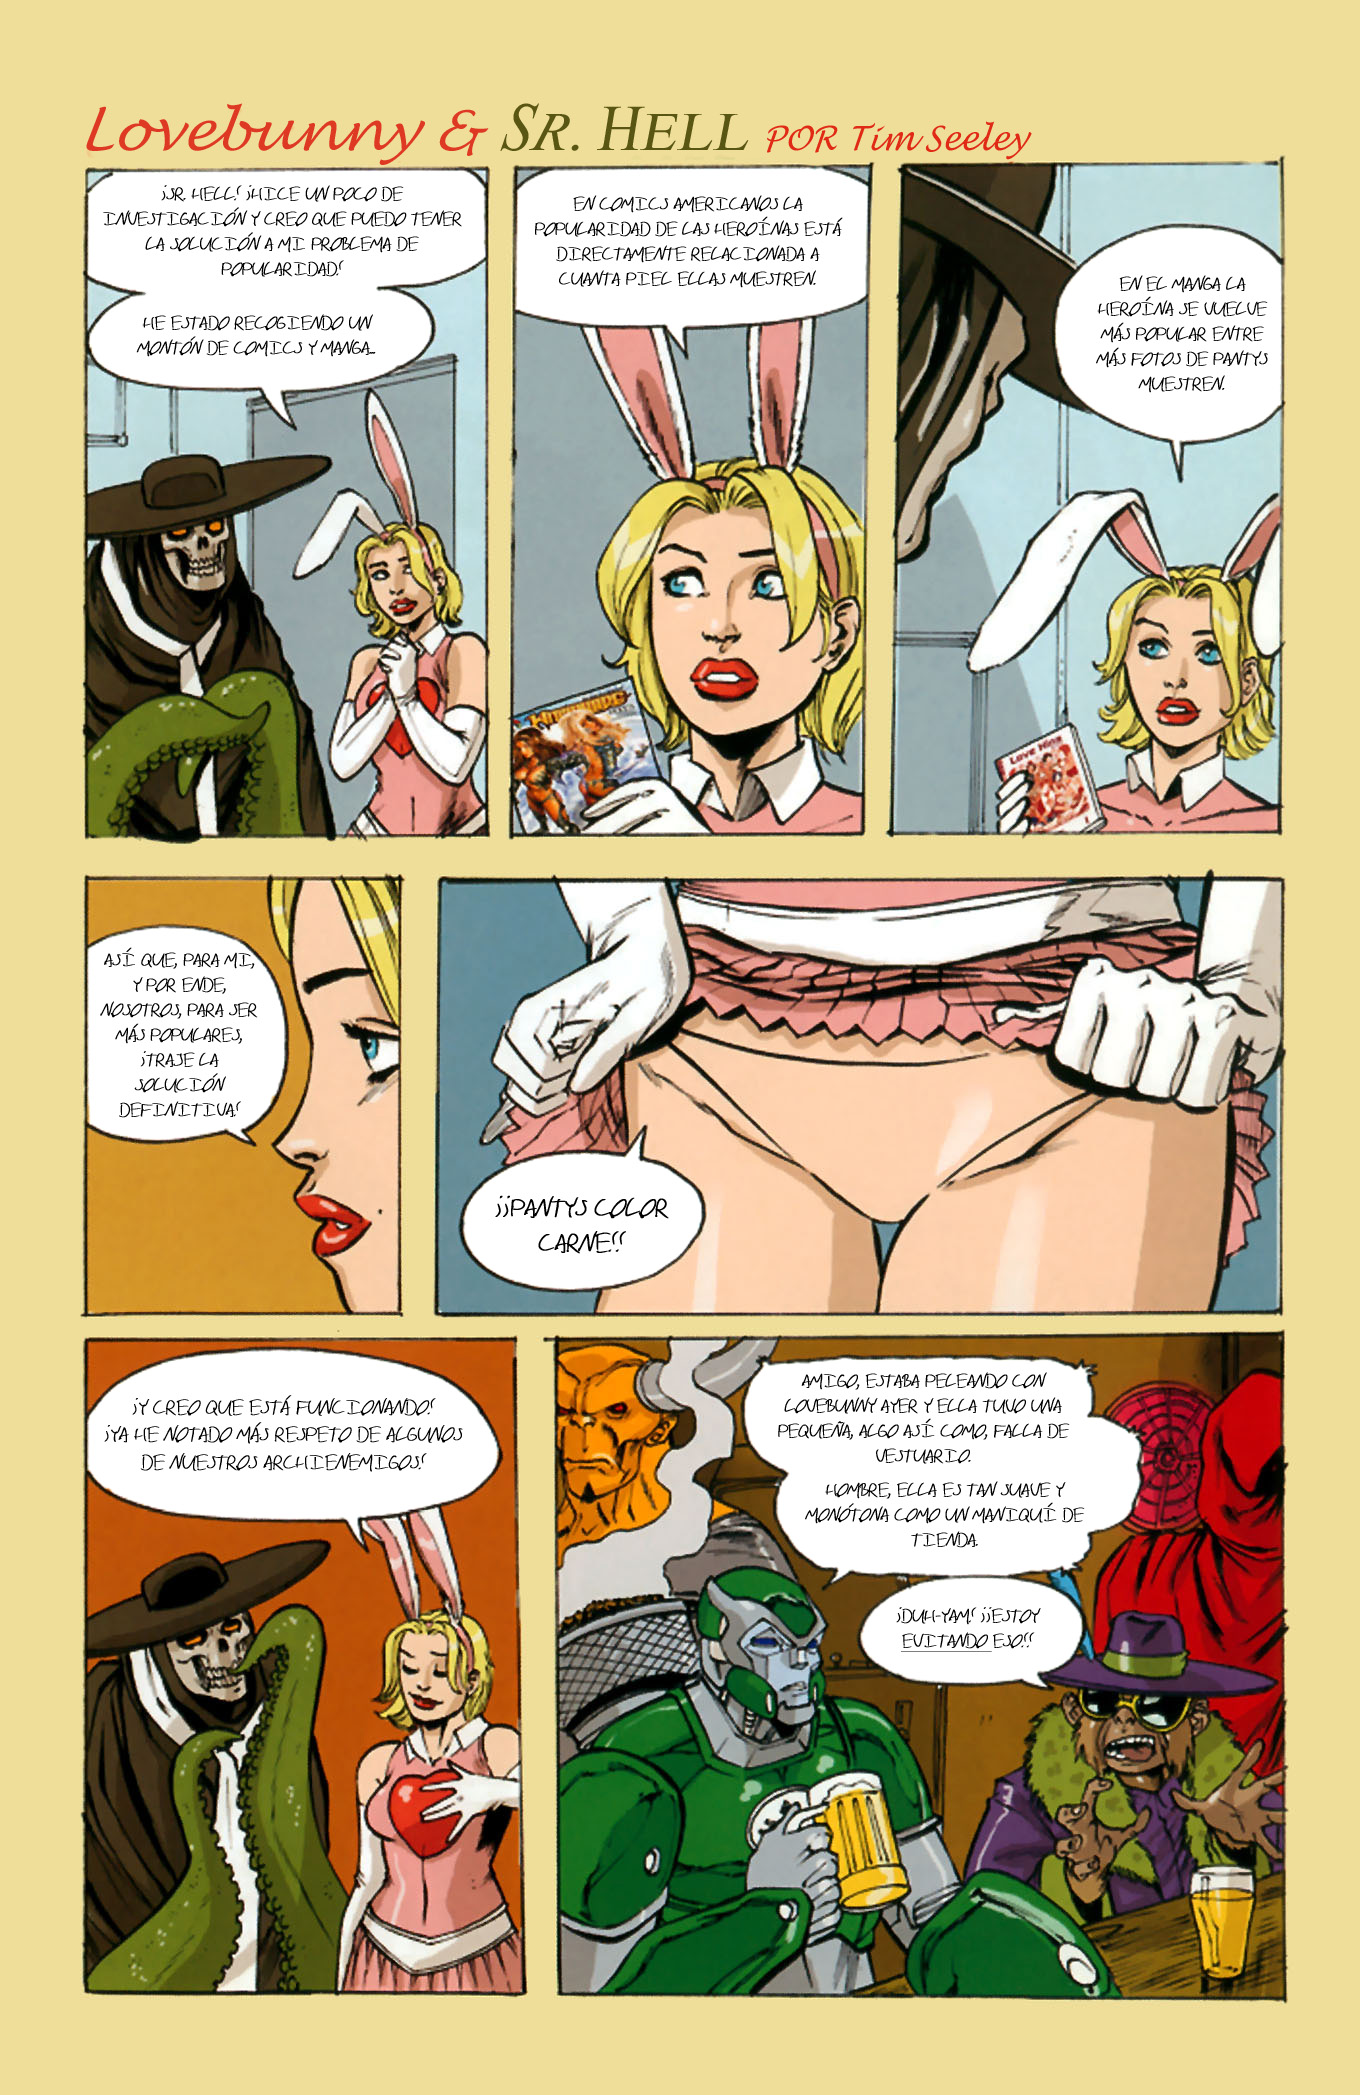 Lovebunny & SR. HELL POR Tim Seeley
¡SR. HELL! ¡HICE UN POCO DE
INVESTIGACIÓN Y CREO QUE PUEDO TENER
LA SOLUCIÓN A MI PROBLEMA DE
POPULARIDAD!
HE ESTADO RECOGIENDO UN
MONTÓN DE COMICS Y MANGA...
EN COMICS AMERICANOS LA
POPULARIDAD DE LAS HEROÍNAS ESTÁ
DIRECTAMENTE RELACIONADA A
CUANTA PIEL ELLAS MUESTREN.
EN EL MANGA LA
HEROÍNA SE VUELVE
MÁS POPULAR ENTRE
MÁS FOTOS DE PANTYS
MUESTREN.
Love Hina
ASÍ QUE, PARA MI,
Y POR ENDE,
NOSOTROS, PARA SER
MÁS POPULARES,
¡TRAJE LA
SOLUCIÓN
DEFINITIVA!
¡¡PANTYS COLOR
CARNE!!
¡Y CREO QUE ESTÁ FUNCIONANDO!
¡YA HE NOTADO MÁS RESPETO DE ALGUNOS
DE NUESTROS ARCHIENEMIGOS!
AMIGO, ESTABA PELEANDO CON
LOVEBUNNY AYER Y ELLA TUVO UNA
PEQUEÑA, ALGO ASÍ COMO, FALLA DE
VESTUARIO.
HOMBRE, ELLA ES TAN SUAVE Y
MONÓTONA COMO UN MANIQUÍ DE
TIENDA.
¡DUH-YAM! ¡¡ESTOY
EVITANDO ESO!!